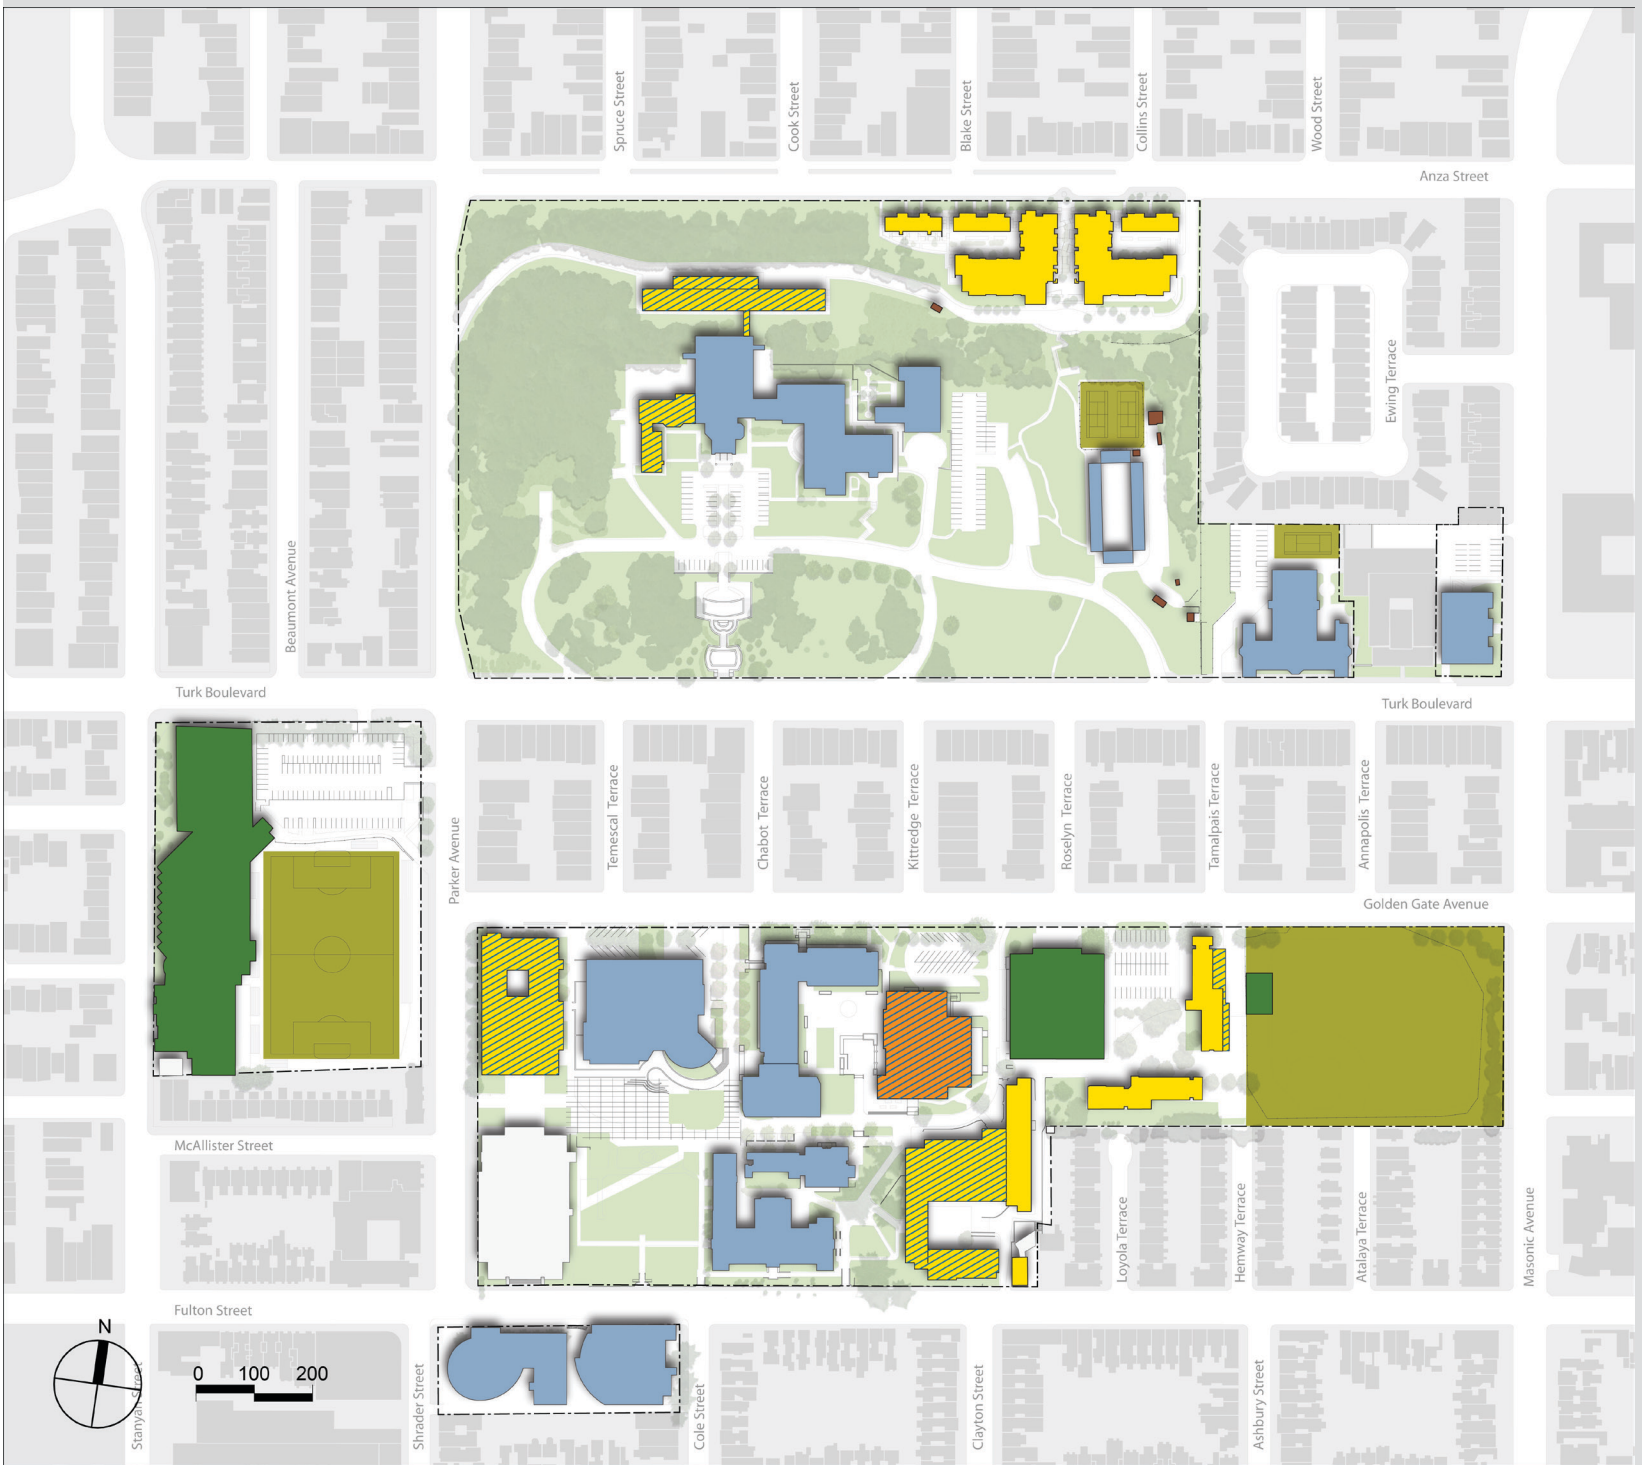 Spruce Street
Cook Street
Blake Street
Collins Street
Wood Street
Anza Street
Ewing Terrace
Beaumont Avenue
Turk Boulevard
Turk Boulevard
Parker Avenue
Temescal Terrace
Chabot Terrace
Kittredge Terrace
Roselyn Terrace
Tamalpais Terrace
Annapolis Terrace
Golden Gate Avenue
McAllister Street
Loyola Terrace
Hemway Terrace
Atalaya Terrace
Masonic Avenue
Fulton Street
N
0 100 200
Stanyan Street
Shrader Street
Cole Street
Clayton Street
Ashbury Street